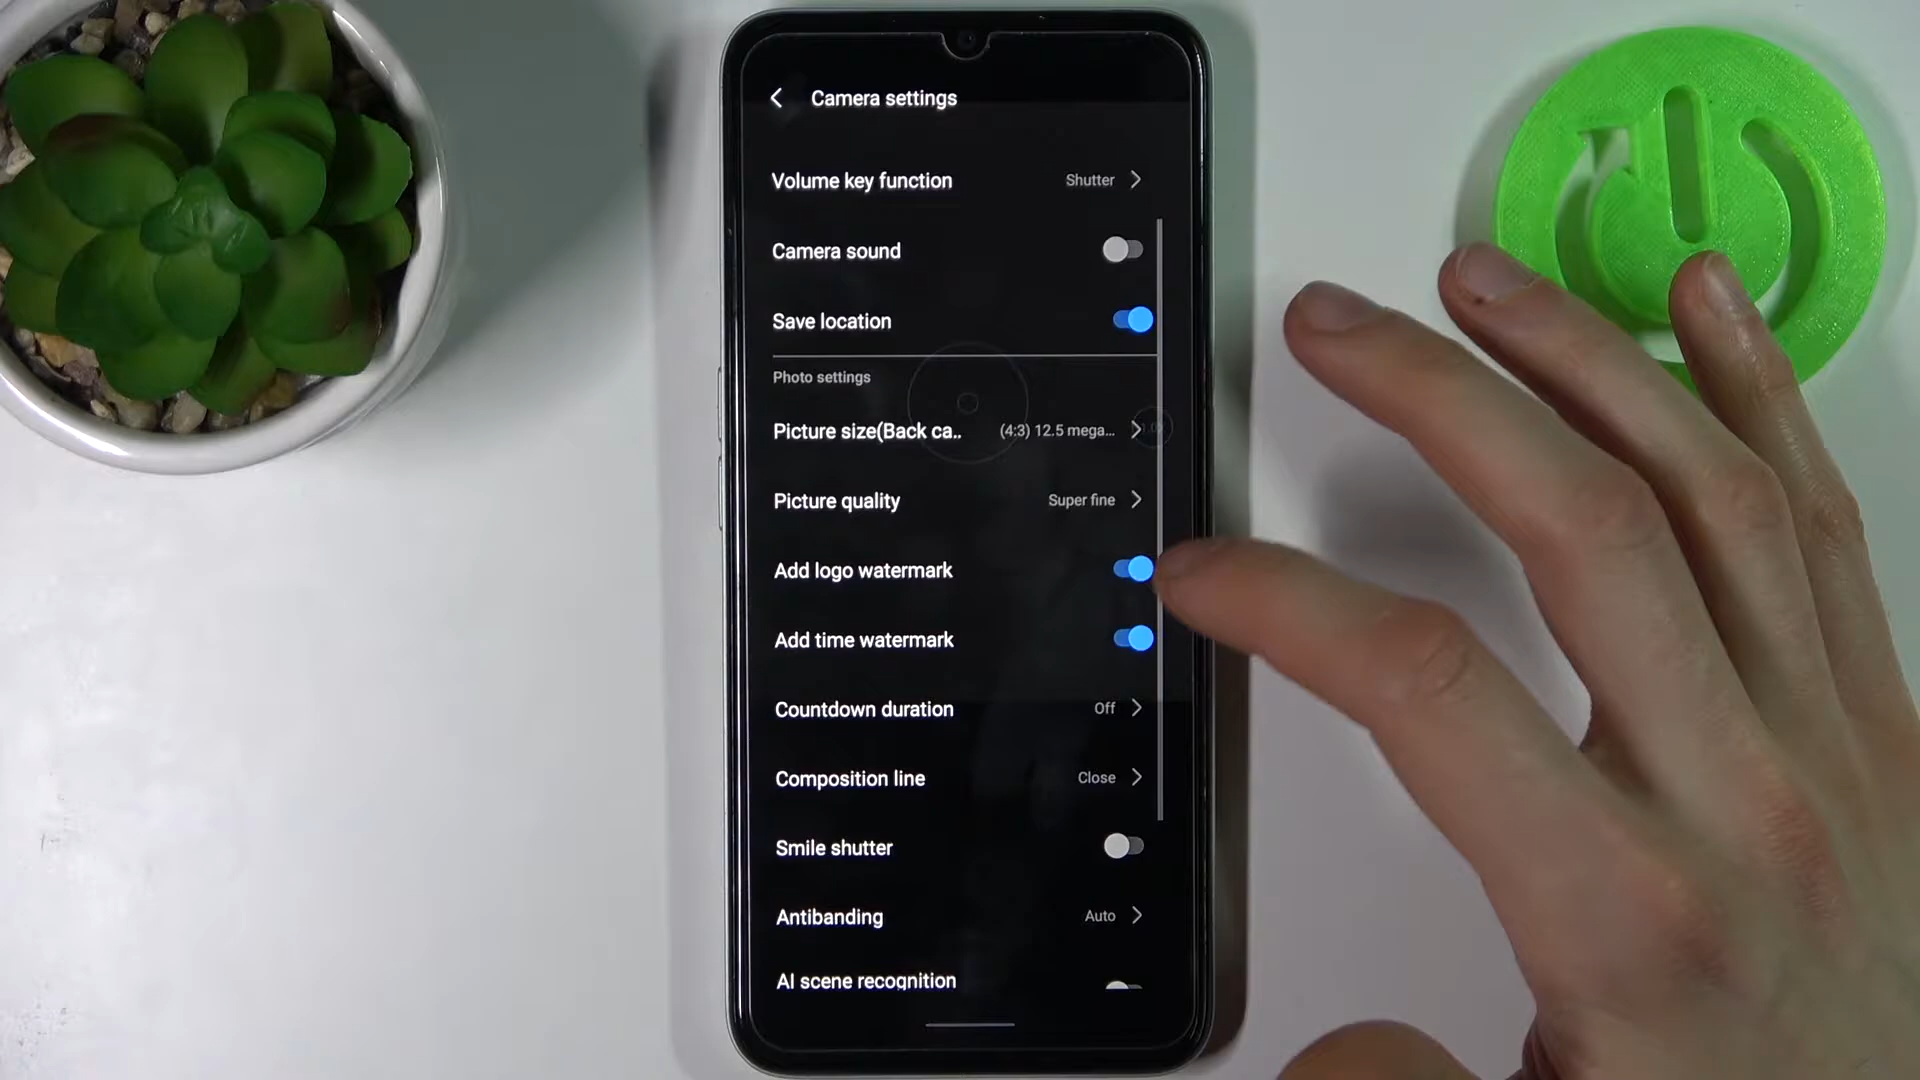 Camera settings
Volume key function Shutter
Camera sound
Save location
Photo settings
Picture size(Back ca.. (4:3) 12.5 mega...
Picture quality Super fine
Add logo watermark
Add time watermark
Countdown duration Off
Composition line Close
Smile shutter
Antibanding Auto
AI scene recognition